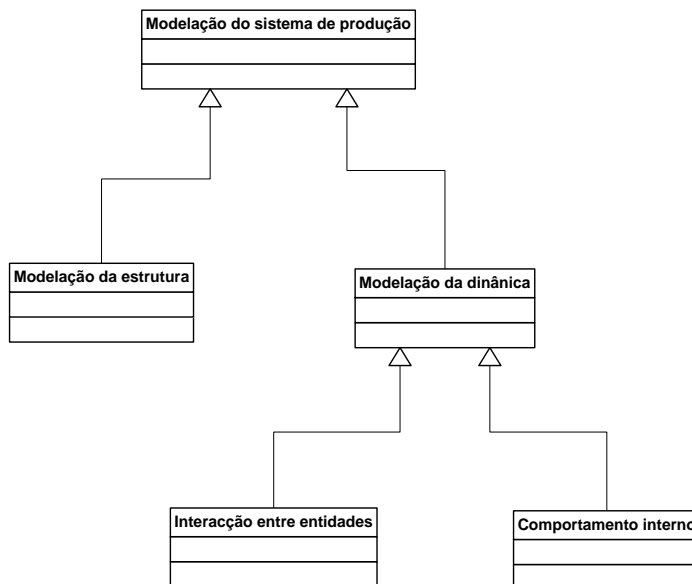 Modelação do sistema de produção
Modelação da estrutura
Modelação da dinânica
Interacção entre entidades
Comportamento interno